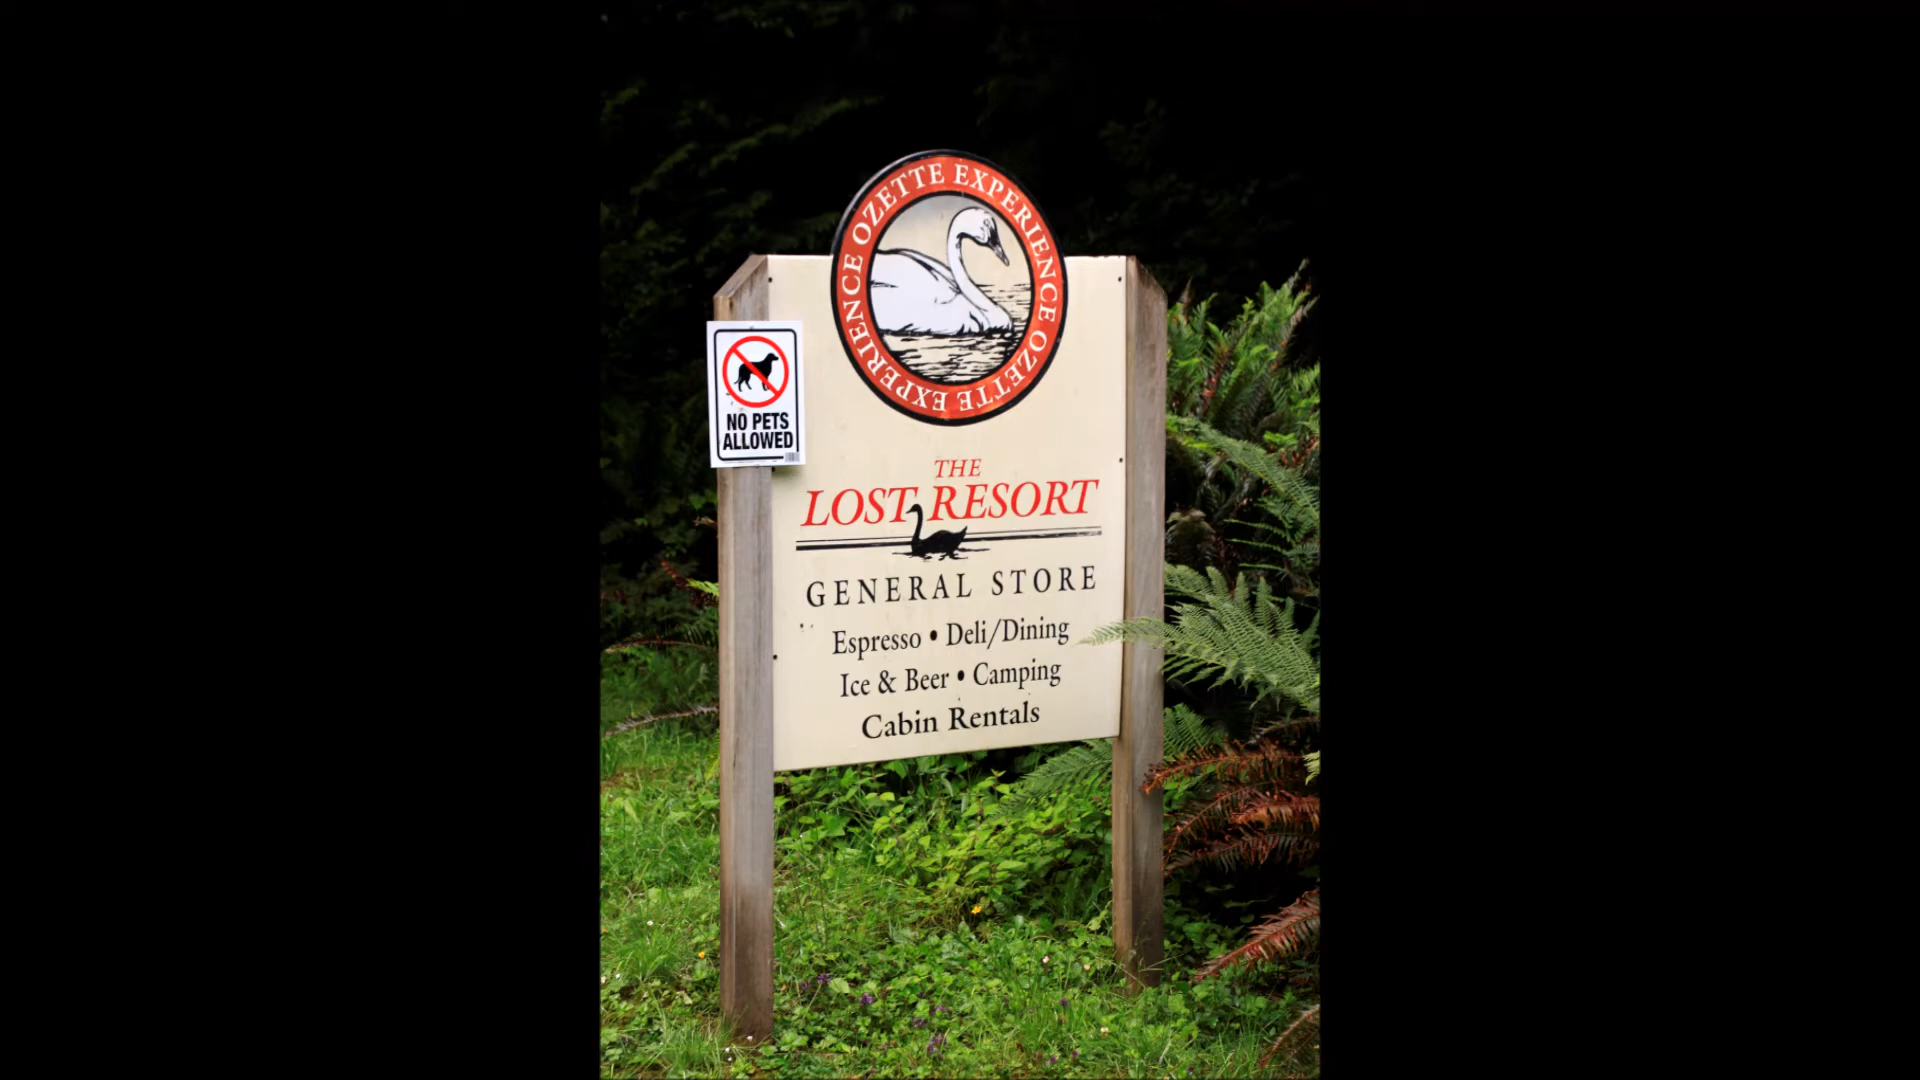 OZETTE EXPERIENCE OZETTE EXPERIENCE
NO PETS
ALLOWED
THE
LOST RESORT
GENERAL STORE
Espresso • Deli/Dining
Ice & Beer • Camping
Cabin Rentals